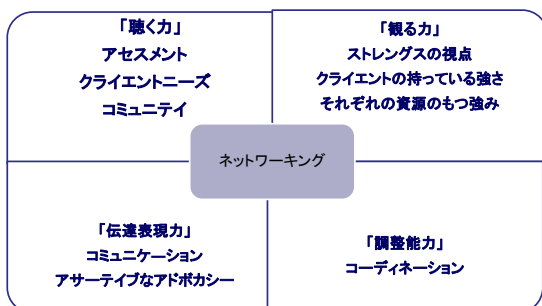 「聴く力」
アセスメント
クライエントニーズ
コミュニテイ
「観る力」
ストレングスの視点
クライエントの持っている強さ
それぞれの資源のもつ強み
ネットワーキング
「伝達表現力」
コミュニケーション
アサーテイブなアドボカシー
「調整能力」
コーディネーション